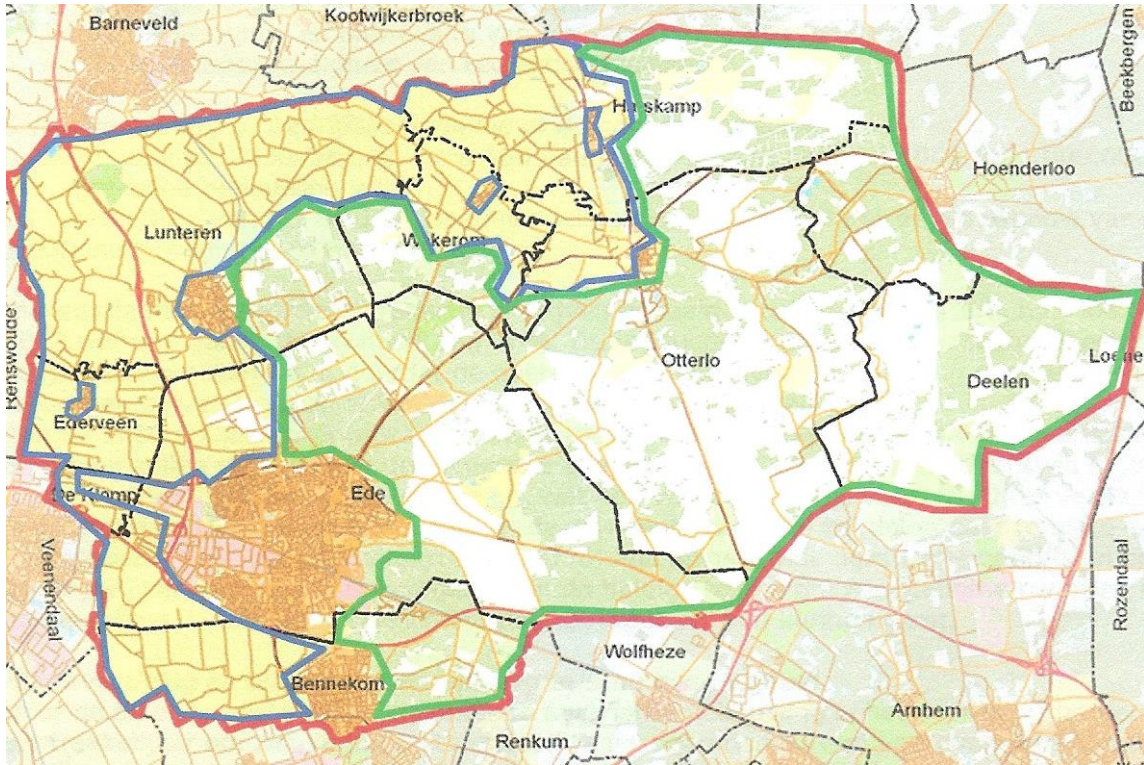 Barneveld
Kootwijkerbroek
Beekbergen
Harskamp
Hoenderloo
Lunteren
Wekerom
Renswoude
Otterlo
Loene
Deelen
Ederveen
De Klomp
Ede
Veenendaal
Rozendaal
Wolfheze
Bennekom
Arnhem
Renkum